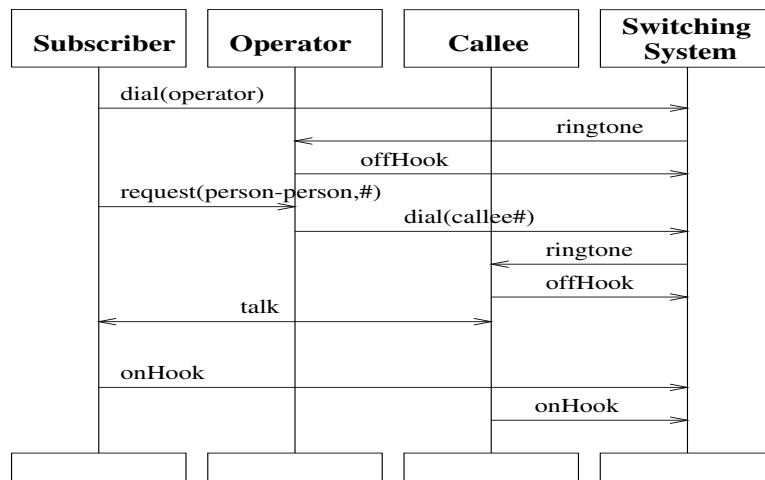 Subscriber
Operator
Callee
Switching
System
dial(operator)
ringtone
offHook
request(person-person,#)
dial(callee#)
ringtone
offHook
talk
onHook
onHook